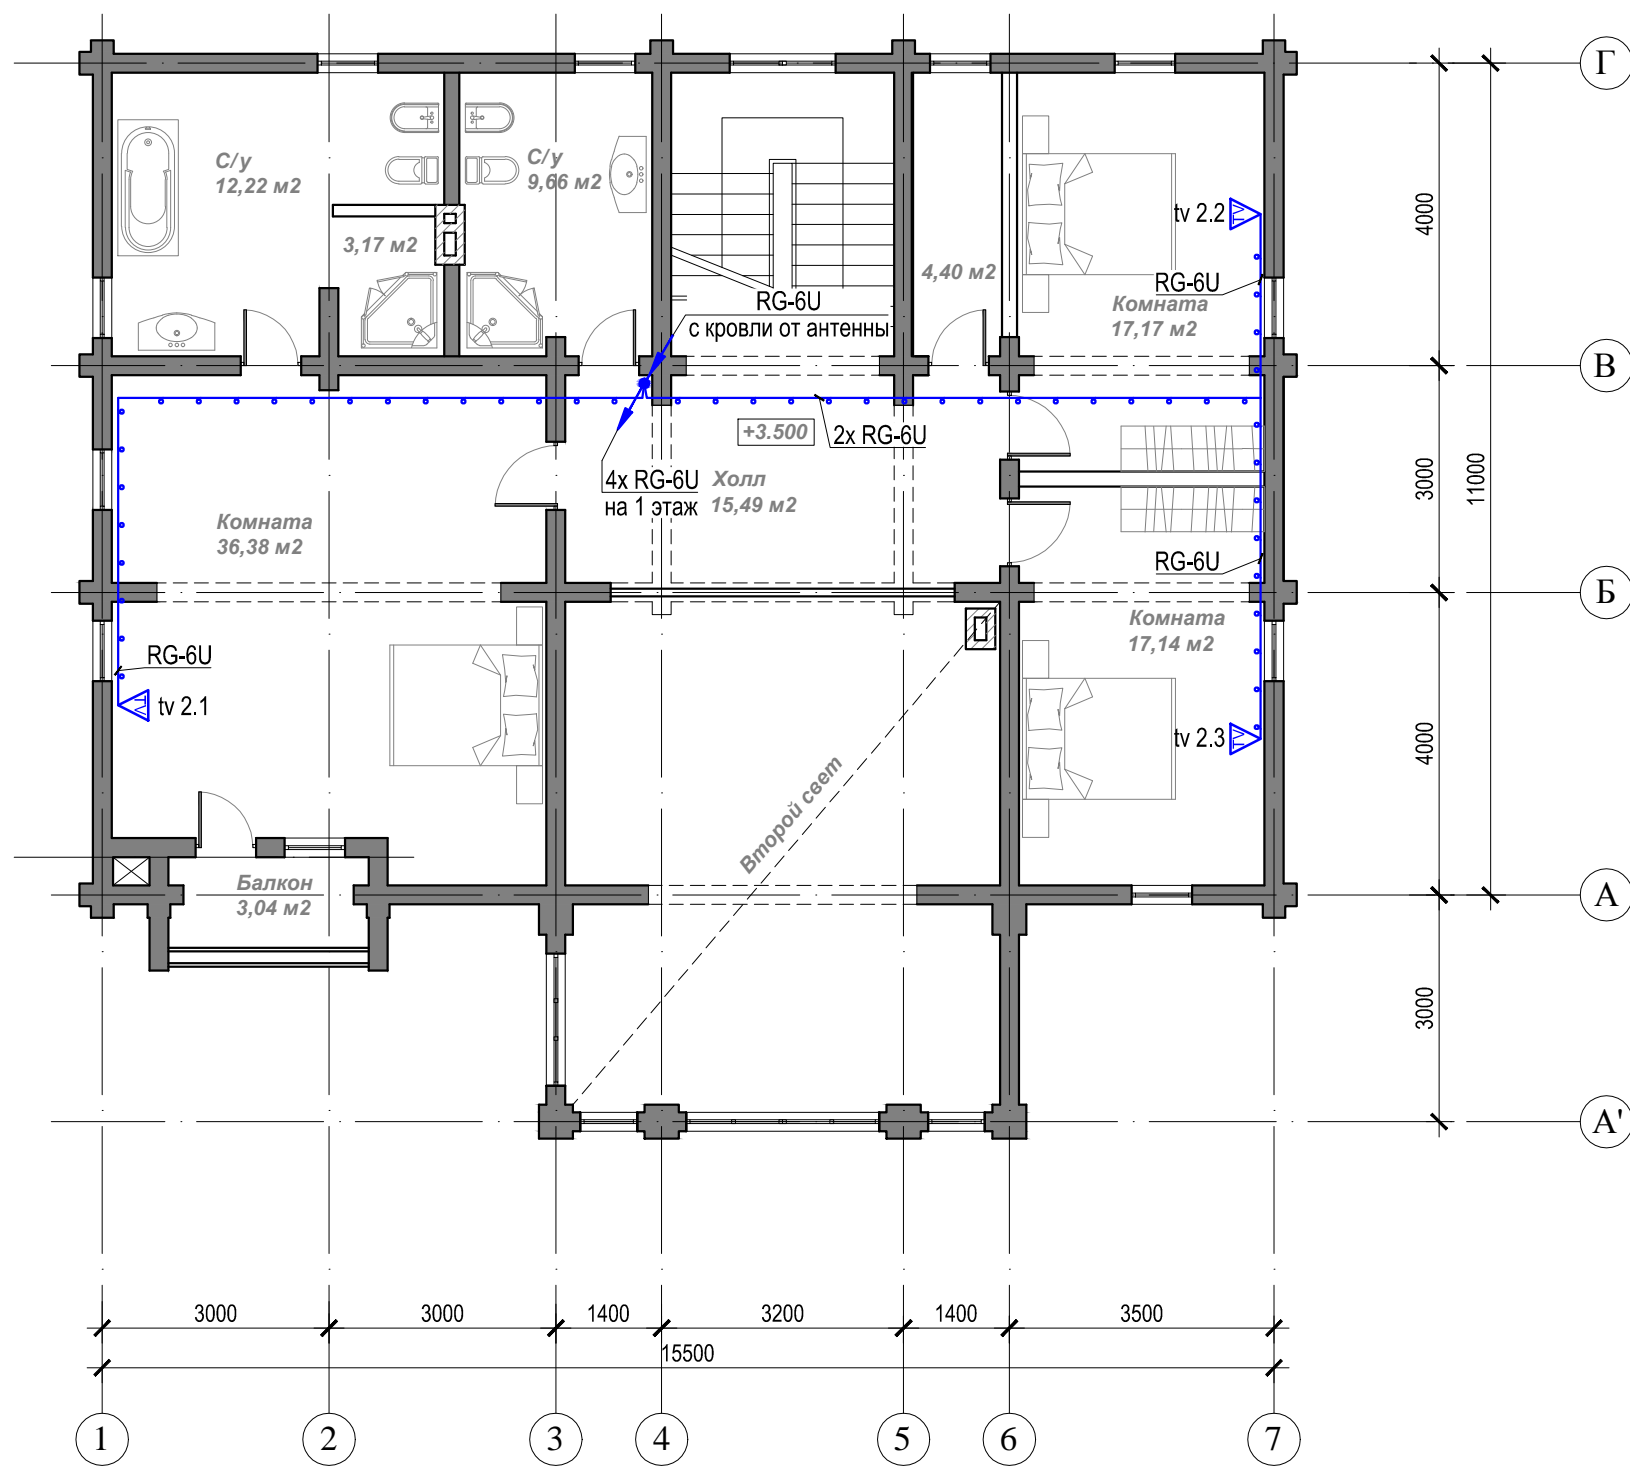 Г
С/у
12,22 м2
С/у
9,66 м2
3,17 м2
4,40 м2
tv 2.2
TV
RG-6U
Комната
17,17 м2
4000
RG-6U
с кровли от антенны
В
+3.500
2x RG-6U
4x RG-6U
на 1 этаж
Холл
15,49 м2
3000
11000
Комната
36,38 м2
RG-6U
Б
Комната
17,14 м2
RG-6U
TV
tv 2.1
tv 2.3
TV
4000
Второй свет
Балкон
3,04 м2
А
3000
А'
3000
3000
1400
3200
1400
3500
15500
1
2
3
4
5
6
7